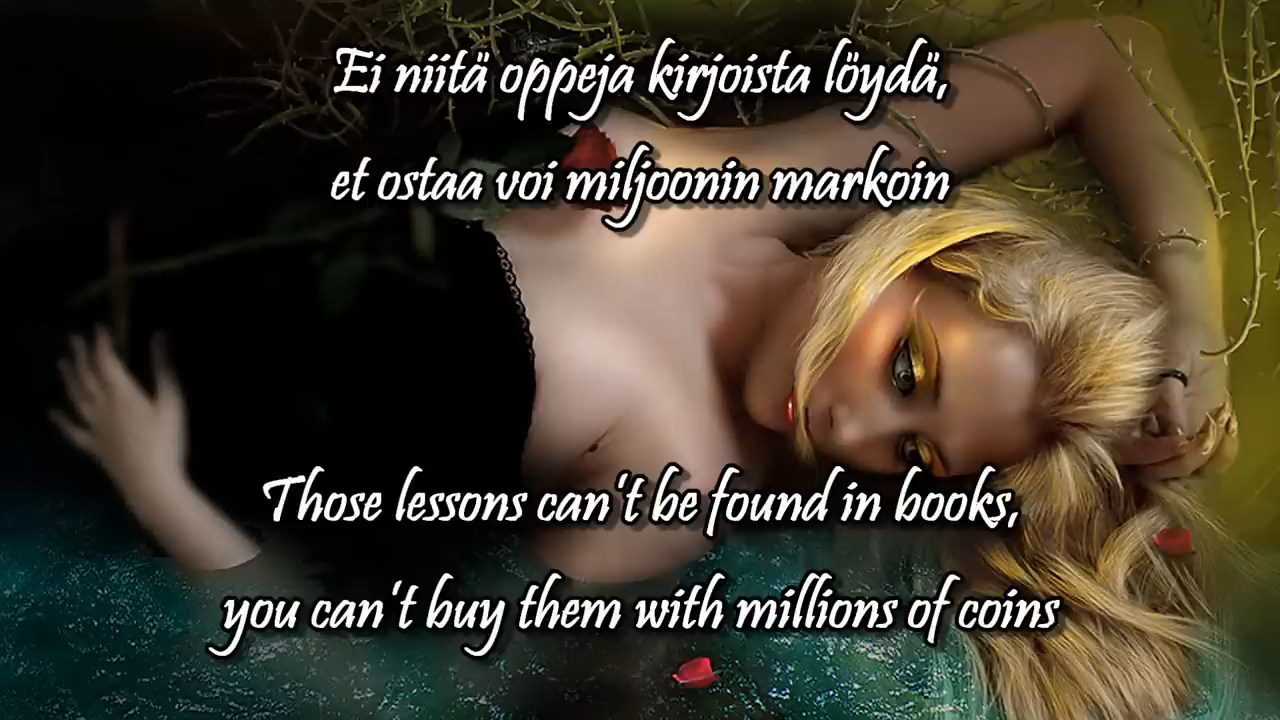 Ei niitä oppeja kirjoista löydä,
et ostaa voi miljoonin markoin
Those lessons can't be found in books,
you can't buy them with millions of coins